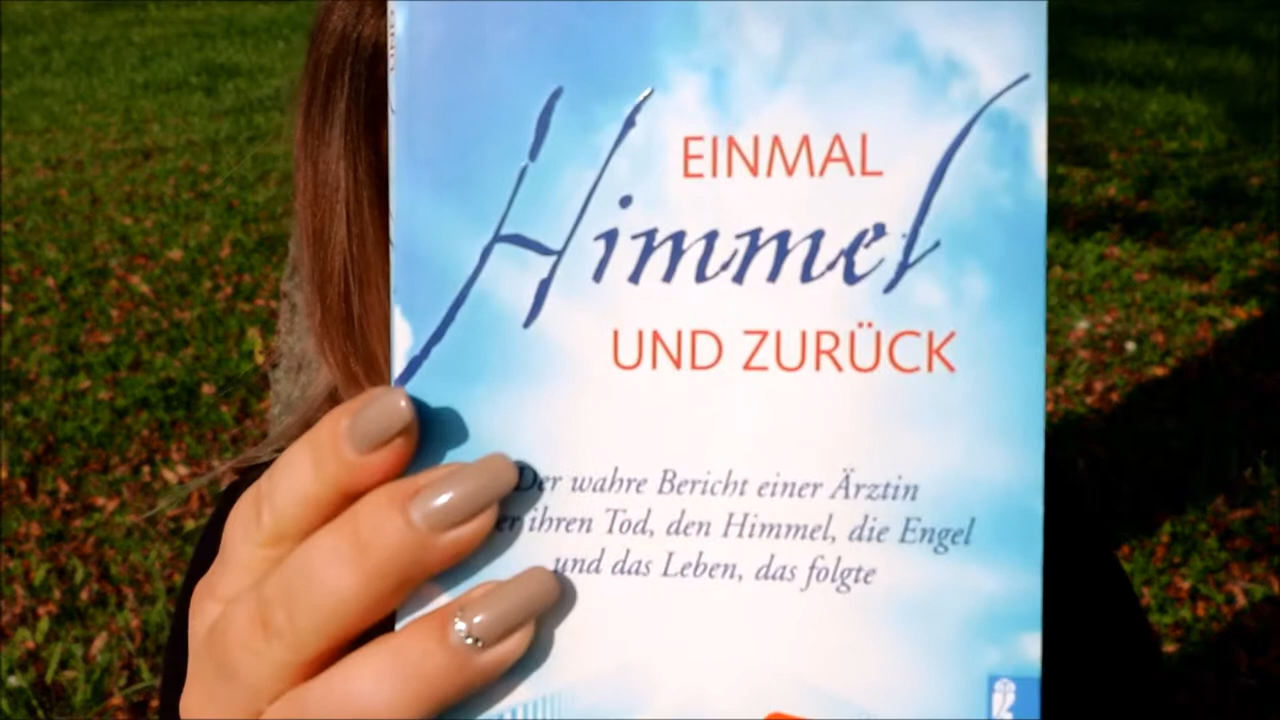 EINMAL
Himmel
UND ZURÜCK
Der wahre Bericht einer Ärztin
ihren Tod, den Himmel, die Engel
und das Leben, das folgte